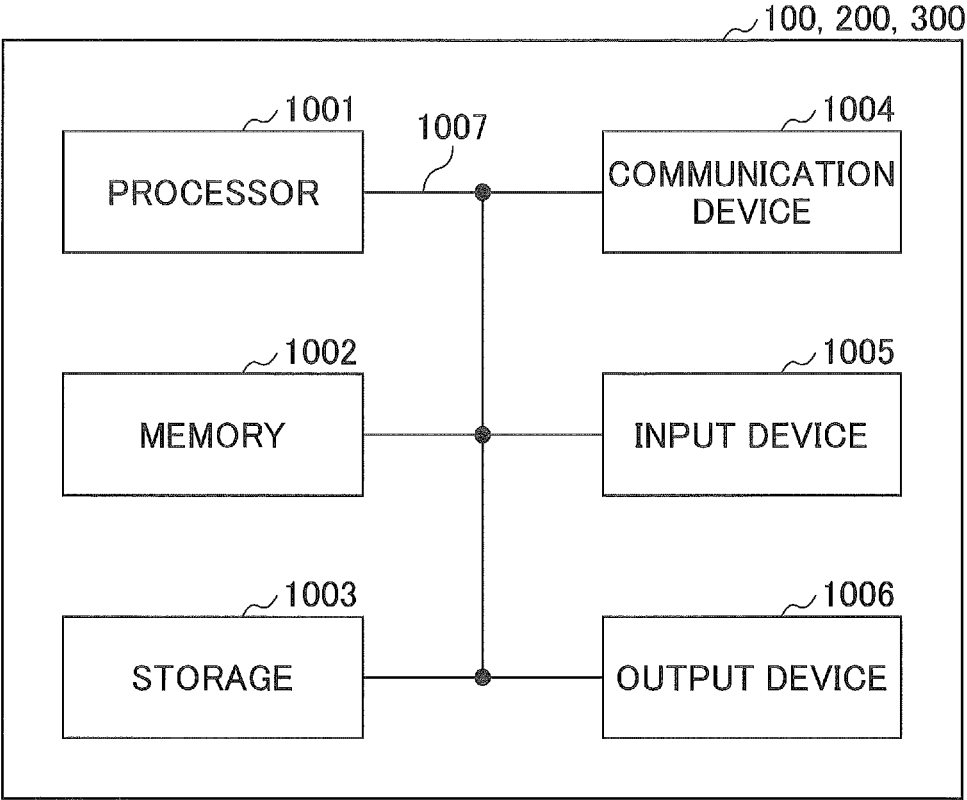 100, 200, 300
1001
PROCESSOR
1007
1004
COMMUNICATION
DEVICE
1002
MEMORY
1005
INPUT DEVICE
1003
STORAGE
1006
OUTPUT DEVICE